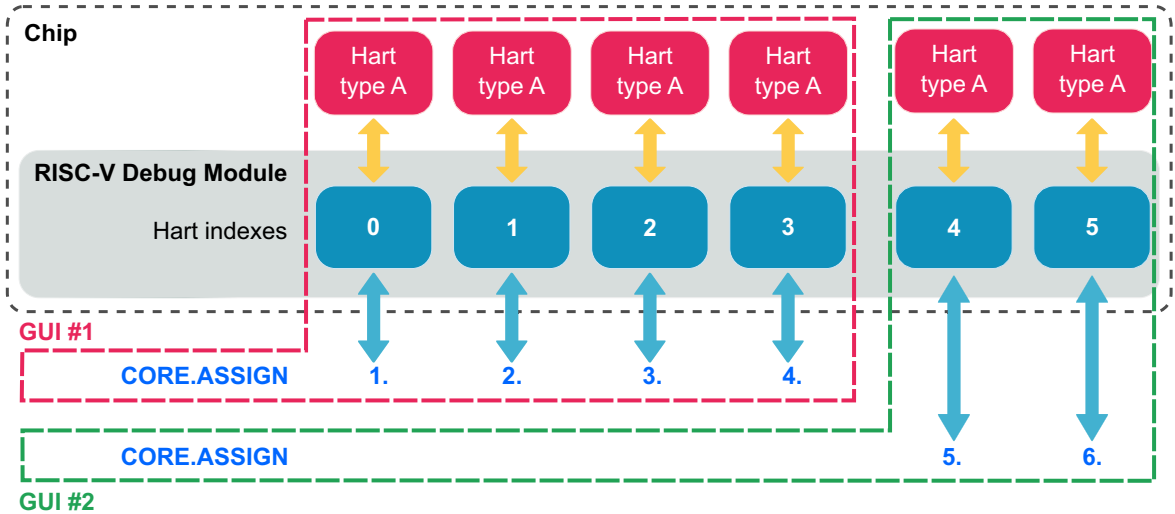 Chip
Hart type A
Hart type A
Hart type A
Hart type A
Hart type A
Hart type A
RISC-V Debug Module
Hart indexes 0 1 2 3 4 5
GUI #1
CORE.ASSIGN 1. 2. 3. 4.
CORE.ASSIGN 5. 6.
GUI #2